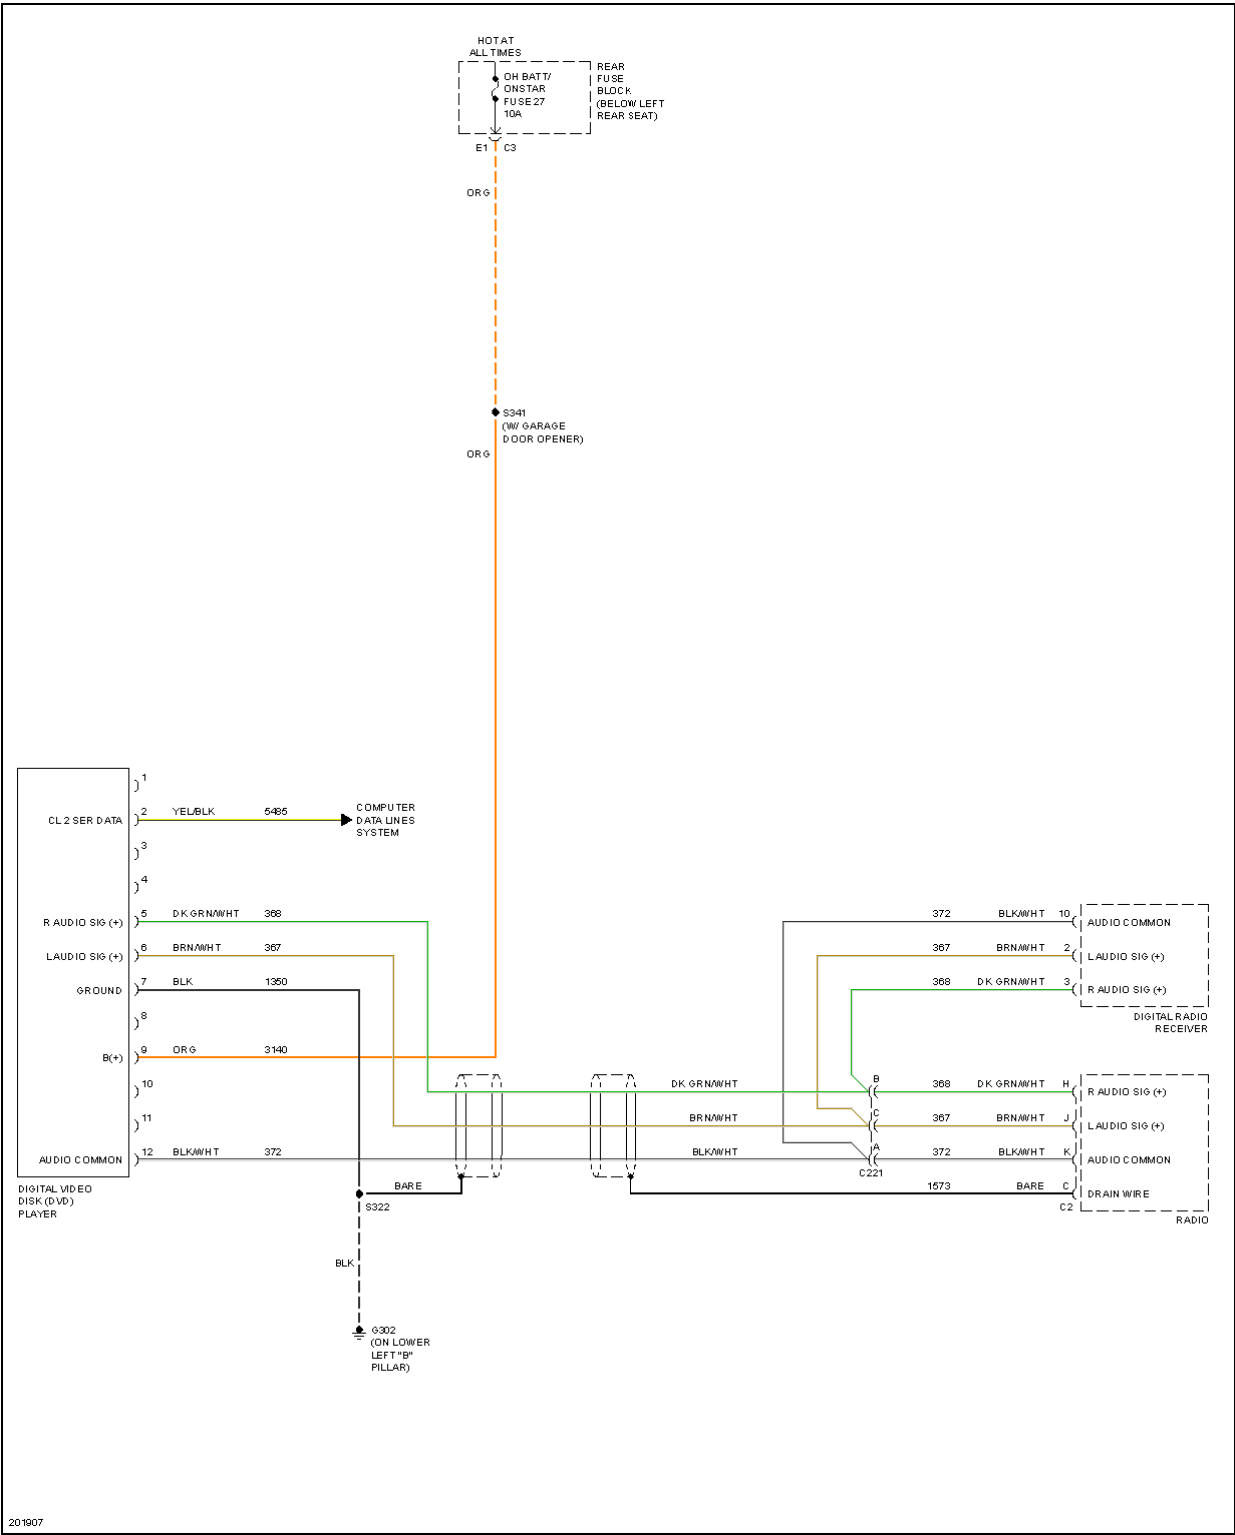 HOT AT
ALL TIMES
OH BATT/
ONSTAR
FUSE 27
10A
REAR
FUSE
BLOCK
(BELOW LEFT
REAR SEAT)
E1
C3
ORG
S341
(W/ GARAGE
DOOR OPENER)
ORG
1
CL 2 SER DATA
2
YEL/BLK
5485
COMPUTER
DATA LINES
SYSTEM
3
4
R AUDIO SIG (+)
5
DK GRN/WHT
368
L AUDIO SIG (+)
6
BRN/WHT
367
GROUND
7
BLK
1350
8
B(+)
9
ORG
3140
10
11
AUDIO COMMON
12
BLK/WHT
372
DIGITAL VIDEO
DISK (DVD)
PLAYER
BARE
S322
BLK
G302
(ON LOWER
LEFT "B"
PILLAR)
372
BLK/WHT
10
AUDIO COMMON
367
BRN/WHT
2
L AUDIO SIG (+)
368
DK GRN/WHT
3
R AUDIO SIG (+)
DIGITAL RADIO
RECEIVER
DK GRN/WHT
B
368
DK GRN/WHT
H
R AUDIO SIG (+)
BRN/WHT
C
367
BRN/WHT
J
L AUDIO SIG (+)
BLK/WHT
A
372
BLK/WHT
K
AUDIO COMMON
C221
1573
BARE
C
DRAIN WIRE
C2
RADIO
201907